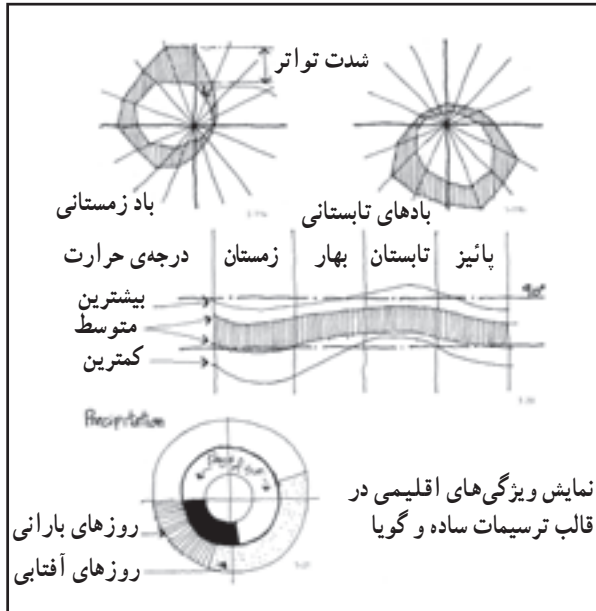 شدت تواتر
باد زمستانی
بادهای تابستانی
درجه‌ی حرارت
زمستان
بهار
تابستان
پائیز
بیشترین
متوسط
کمترین
90°
Precipitation
روزهای بارانی
روزهای آفتابی
نمایش ویژگی‌های اقلیمی در
قالب ترسیمات ساده و گویا